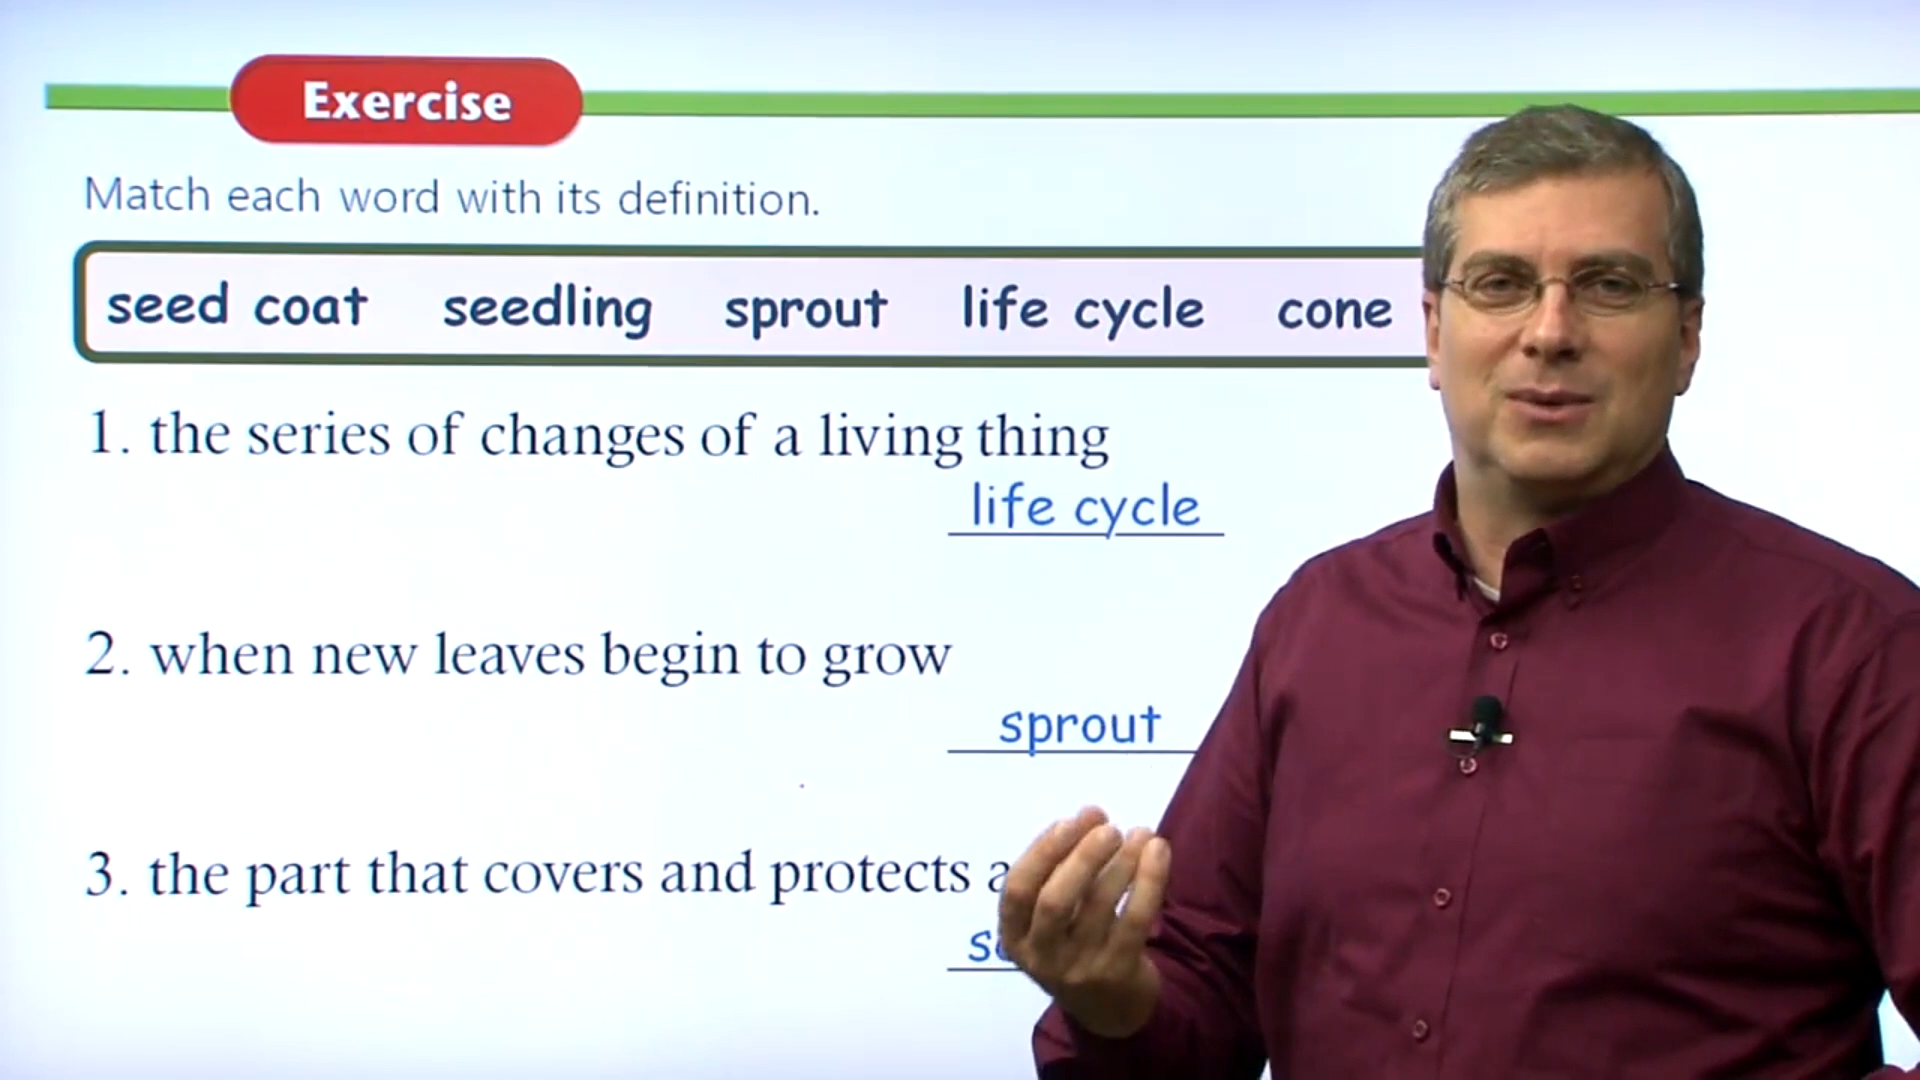 Exercise
Match each word with its definition.
seed coat seedling sprout life cycle cone
1. the series of changes of a living thing
life cycle
2. when new leaves begin to grow
sprout
3. the part that covers and protects